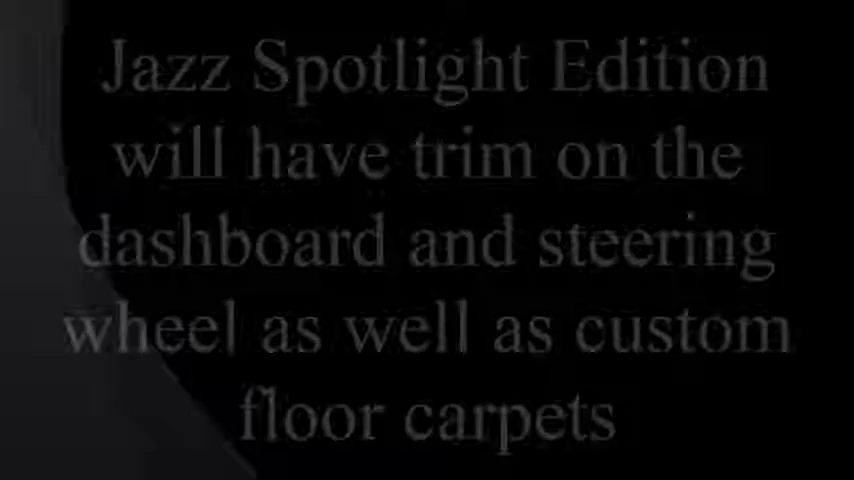 Jazz Spotlight Edition
will have trim on the
dashboard and steering
wheel as well as custom
floor carpets